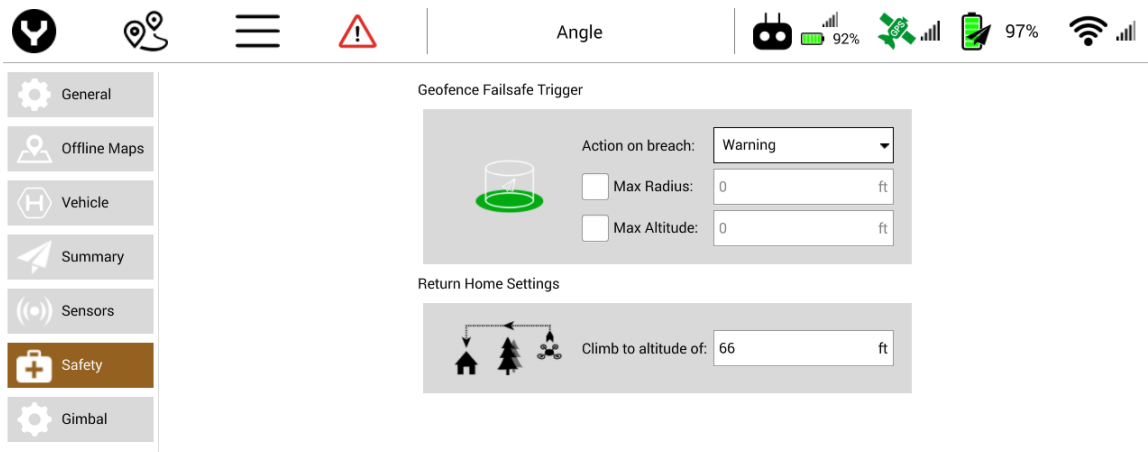 Angle
92%
GPS
97%
General
Offline Maps
Vehicle
Summary
Sensors
Safety
Gimbal
Geofence Failsafe Trigger
Action on breach: Warning
Max Radius: 0 ft
Max Altitude: 0 ft
Return Home Settings
Climb to altitude of: 66 ft